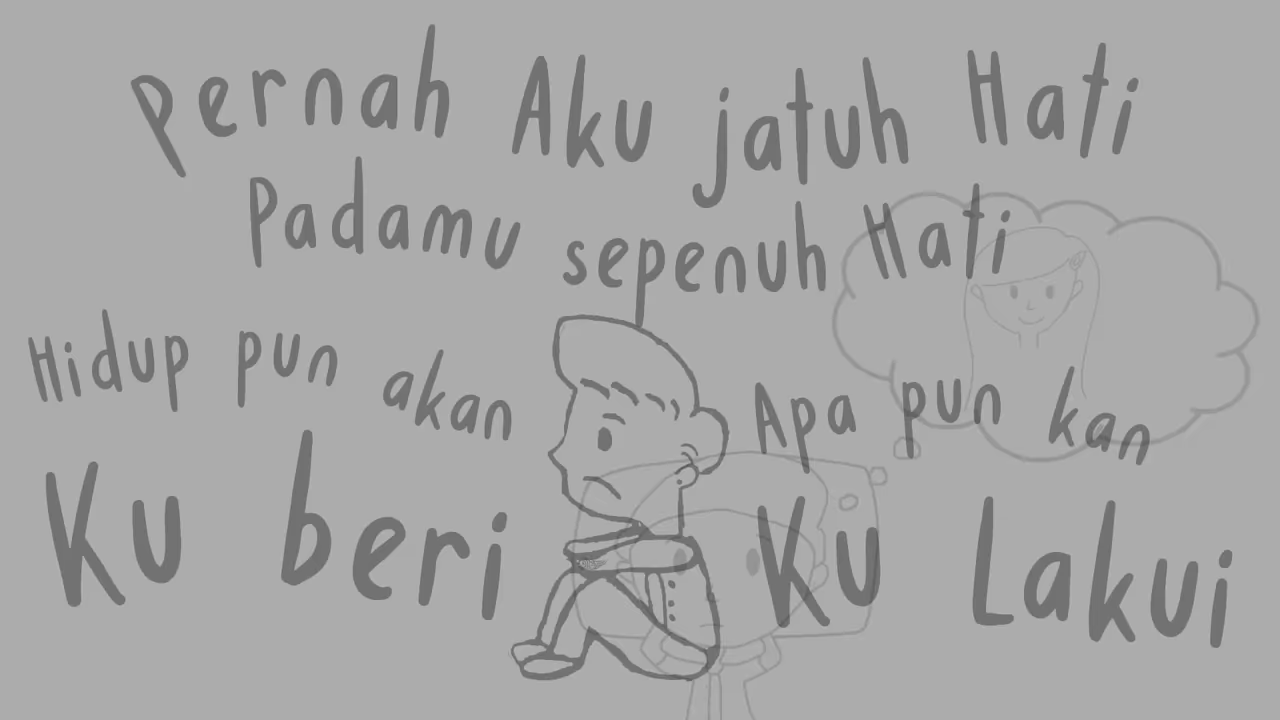 pernah Aku jatuh Hati
Padamu sepenuh Hati
Hidup pun akan
Ku beri
Apa pun kan
Ku Lakui